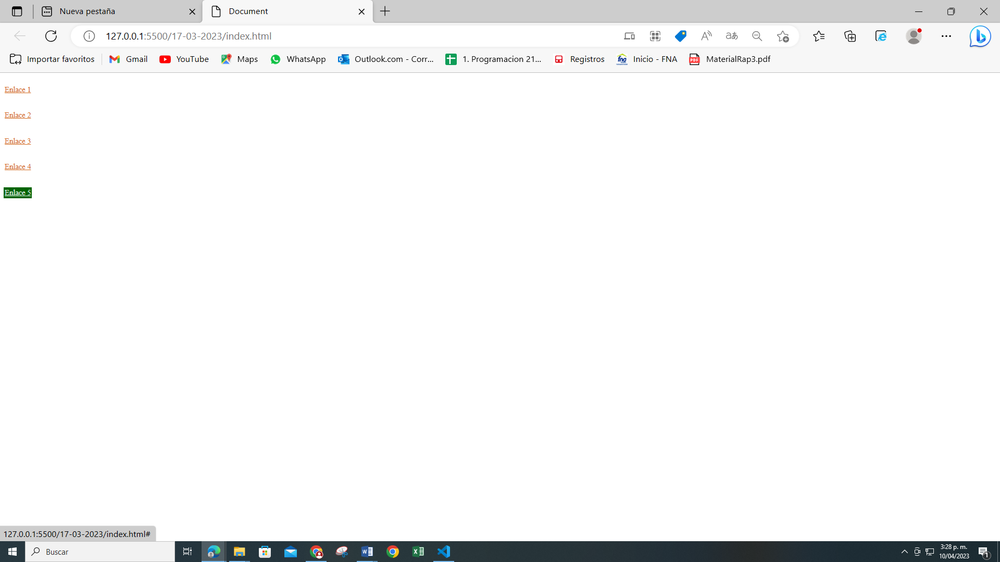 Nueva pestaña
Document
127.0.0.1:5500/17-03-2023/index.html
Importar favoritos
Gmail
YouTube
Maps
WhatsApp
Outlook.com - Corr...
1. Programacion 21...
Registros
Inicio - FNA
MaterialRap3.pdf
Enlace 1
Enlace 2
Enlace 3
Enlace 4
Enlace 5
127.0.0.1:5500/17-03-2023/index.html#
Buscar
3:28 p. m.
10/04/2023
1